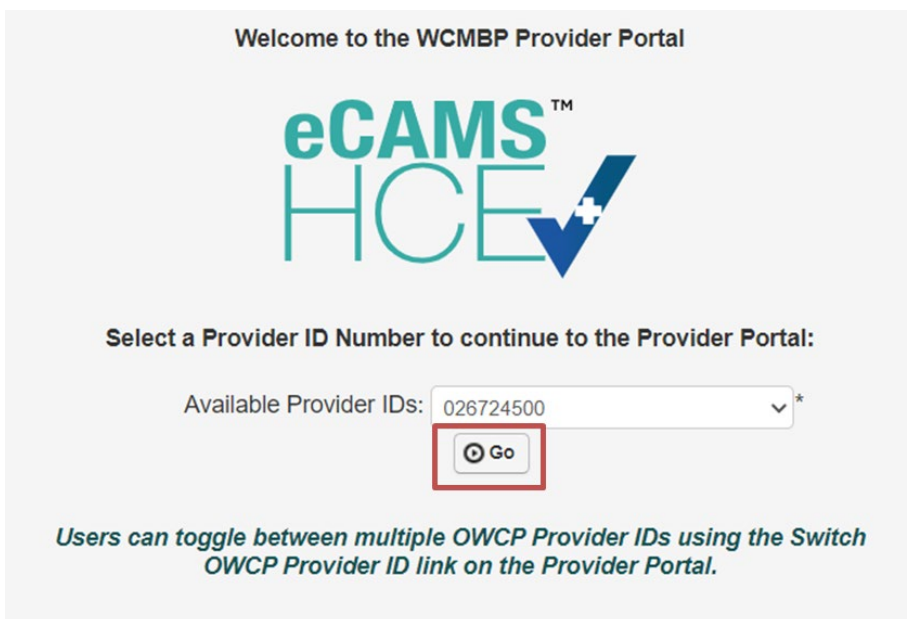 Welcome to the WCMBP Provider Portal
eCAMS™
HCE
Select a Provider ID Number to continue to the Provider Portal:
Available Provider IDs: 026724500 *
Go
Users can toggle between multiple OWCP Provider IDs using the Switch
OWCP Provider ID link on the Provider Portal.